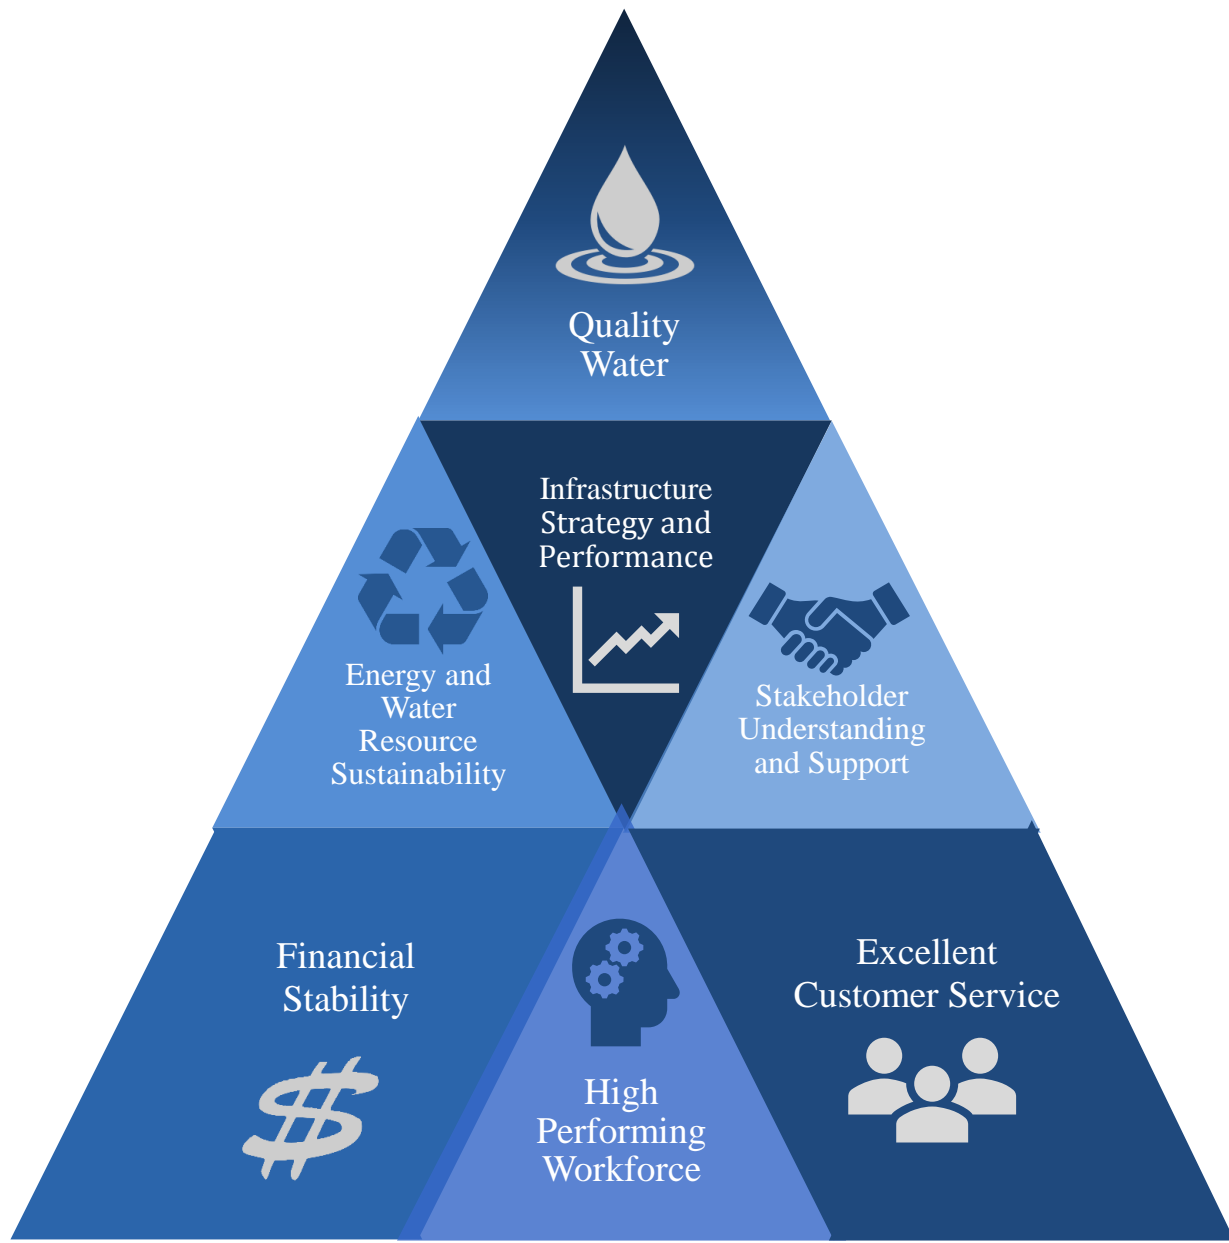 Quality
Water
Infrastructure
Strategy and
Performance
Energy and
Water
Resource
Sustainability
Stakeholder
Understanding
and Support
Financial
Stability
High
Performing
Workforce
Excellent
Customer Service